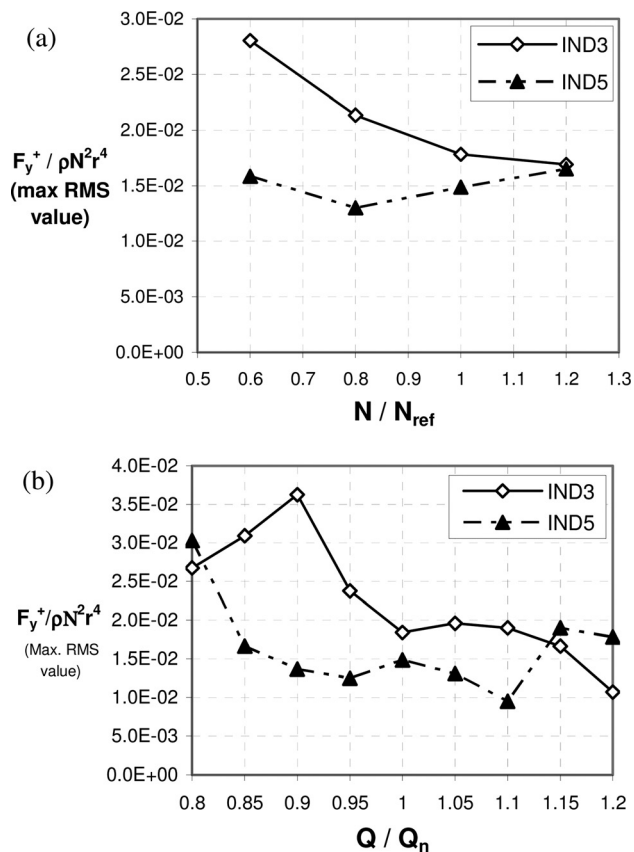 (a)
3.0E-02
2.5E-02
2.0E-02
1.5E-02
1.0E-02
5.0E-03
0.0E+00
Fy+ / ρN²r⁴
(max RMS
value)
IND3
IND5
0.5 0.6 0.7 0.8 0.9 1 1.1 1.2 1.3
N / Nref
(b)
4.0E-02
3.5E-02
3.0E-02
2.5E-02
2.0E-02
1.5E-02
1.0E-02
5.0E-03
0.0E+00
Fy+/ρN²r⁴
(Max. RMS
value)
IND3
IND5
0.8 0.85 0.9 0.95 1 1.05 1.1 1.15 1.2
Q / Qn